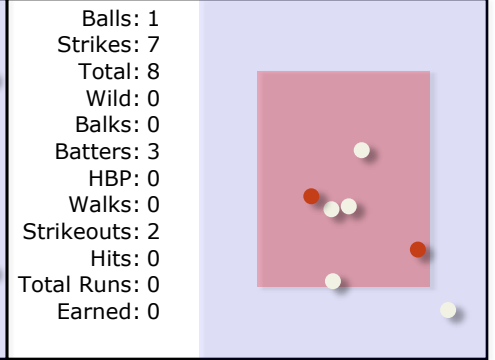 Balls: 1
Strikes: 7
Total: 8
Wild: 0
Balks: 0
Batters: 3
HBP: 0
Walks: 0
Strikeouts: 2
Hits: 0
Total Runs: 0
Earned: 0